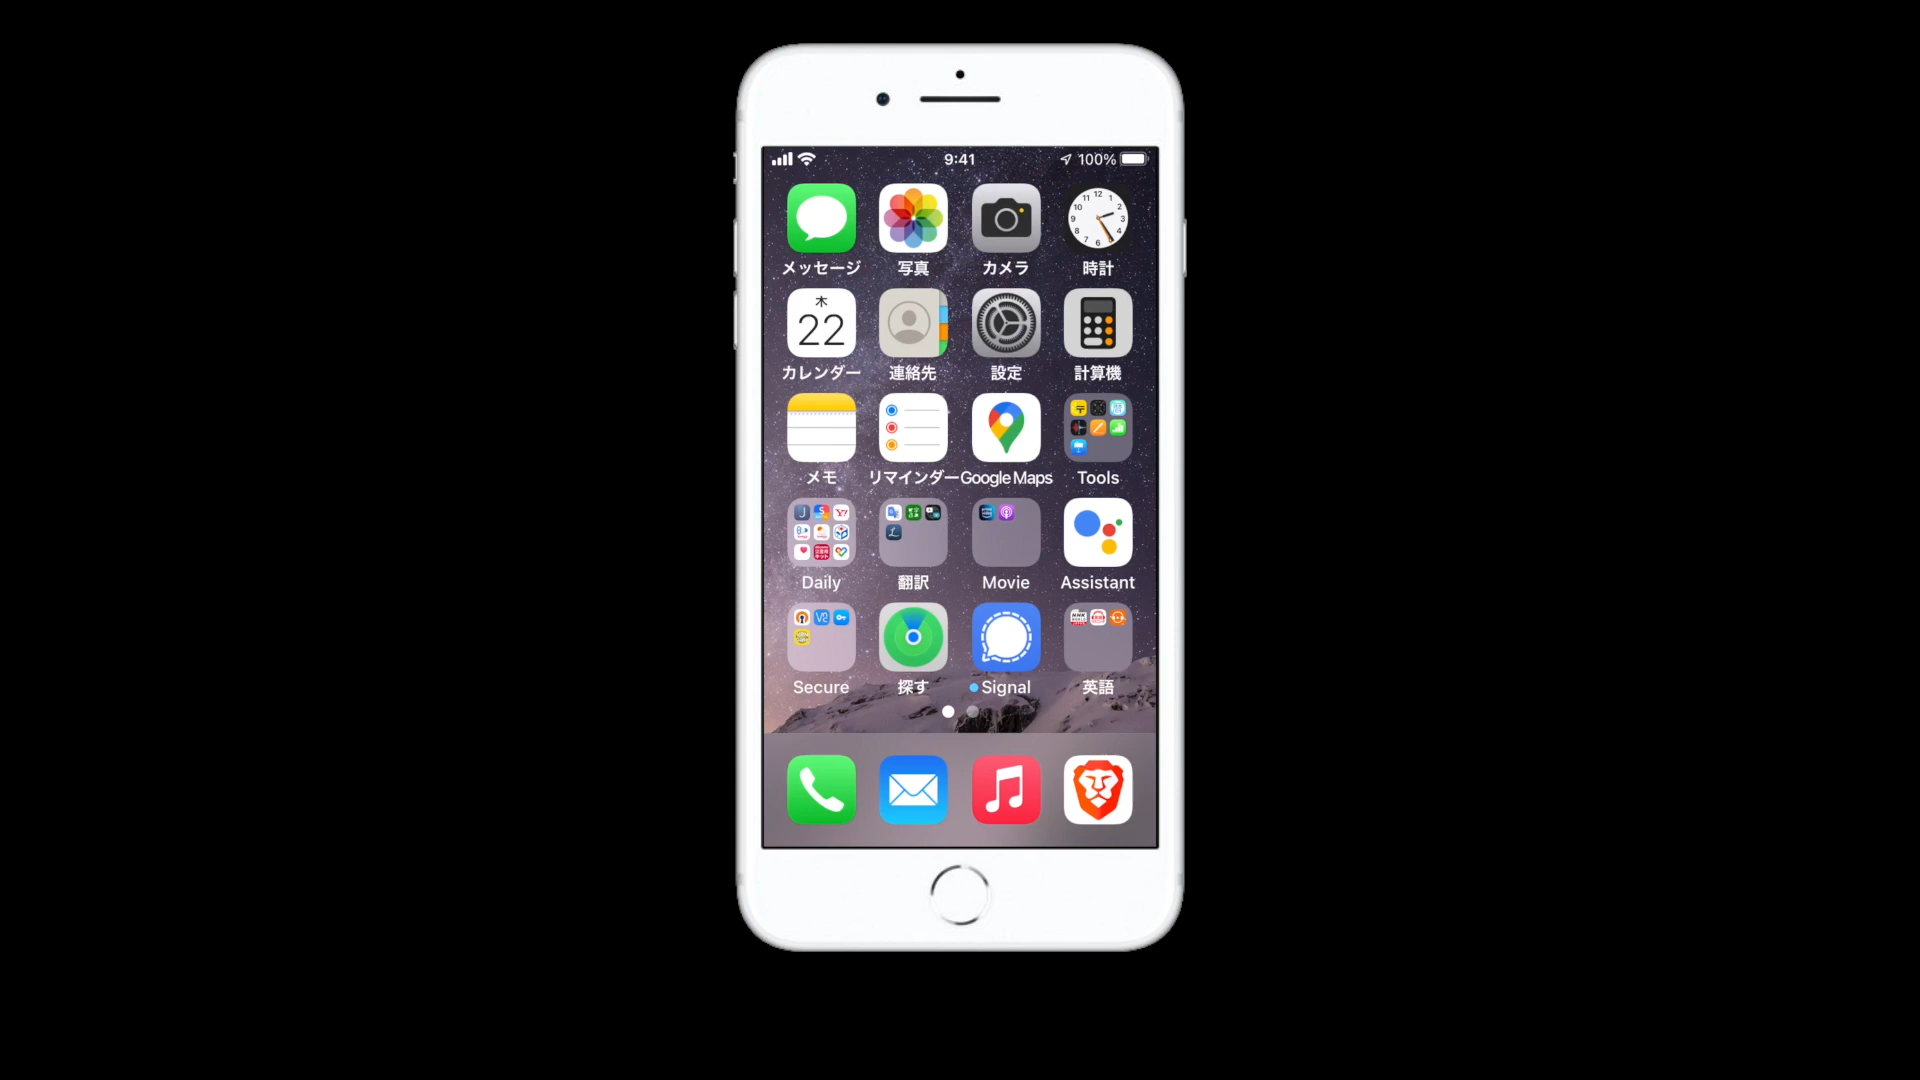 9:41
100%
メッセージ
写真
カメラ
時計
木
22
カレンダー
連絡先
設定
計算機
メモ
リマインダー
Google Maps
Tools
Daily
翻訳
Movie
Assistant
Secure
探す
Signal
英語